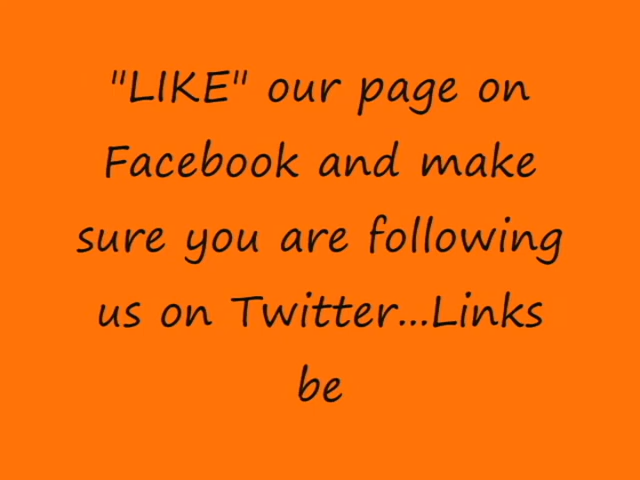 "LIKE" our page on
Facebook and make
sure you are following
us on Twitter...Links
be